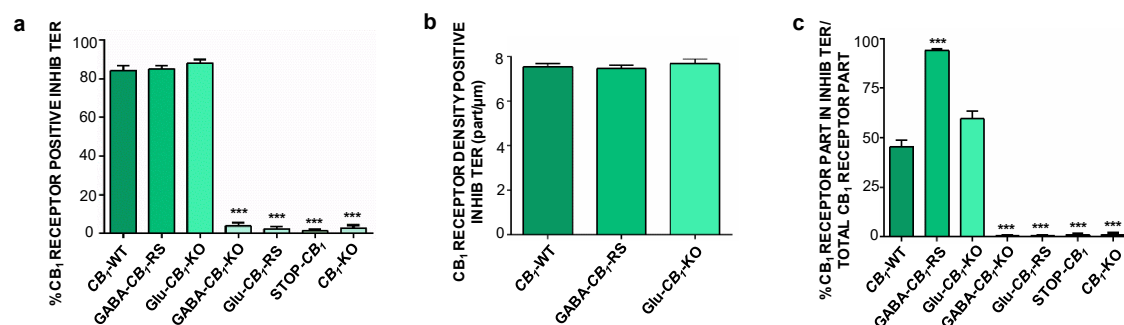 a
%CB₁ RECEPTOR POSITIVE INHIB TER
100
80
60
40
20
0
***
***
***
***
CB₁-WT
GABA-CB₁-RS
Glu-CB₁-KO
GABA-CB₁-KO
Glu-CB₁-RS
STOP-CB₁
CB₁-KO
b
CB₁ RECEPTOR DENSITY POSITIVE
INHIB TER (part/µm)
8
6
4
2
0
CB₁-WT
GABA-CB₁-RS
Glu-CB₁-KO
c
% CB₁ RECEPTOR PART IN INHIB TER/
TOTAL CB₁ RECEPTOR PART
100
75
50
25
0
***
***
***
***
***
CB₁-WT
GABA-CB₁-RS
Glu-CB₁-KO
GABA-CB₁-KO
Glu-CB₁-RS
STOP-CB₁
CB₁-KO